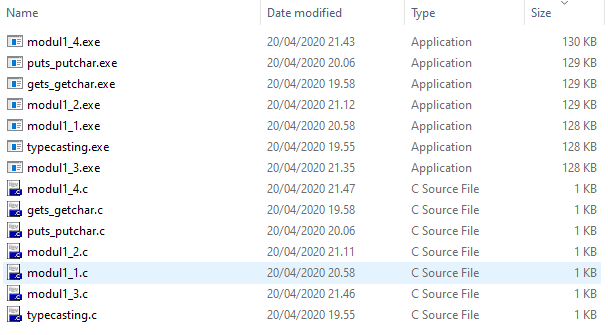 Name Date modified Type Size
modul1_4.exe 20/04/2020 21.43 Application 130 KB
puts_putchar.exe 20/04/2020 20.06 Application 129 KB
gets_getchar.exe 20/04/2020 19.58 Application 129 KB
modul1_2.exe 20/04/2020 21.12 Application 129 KB
modul1_1.exe 20/04/2020 20.58 Application 128 KB
typecasting.exe 20/04/2020 19.55 Application 128 KB
modul1_3.exe 20/04/2020 21.35 Application 128 KB
modul1_4.c 20/04/2020 21.47 C Source File 1 KB
gets_getchar.c 20/04/2020 19.58 C Source File 1 KB
puts_putchar.c 20/04/2020 20.06 C Source File 1 KB
modul1_2.c 20/04/2020 21.11 C Source File 1 KB
modul1_1.c 20/04/2020 20.58 C Source File 1 KB
modul1_3.c 20/04/2020 21.46 C Source File 1 KB
typecasting.c 20/04/2020 19.55 C Source File 1 KB